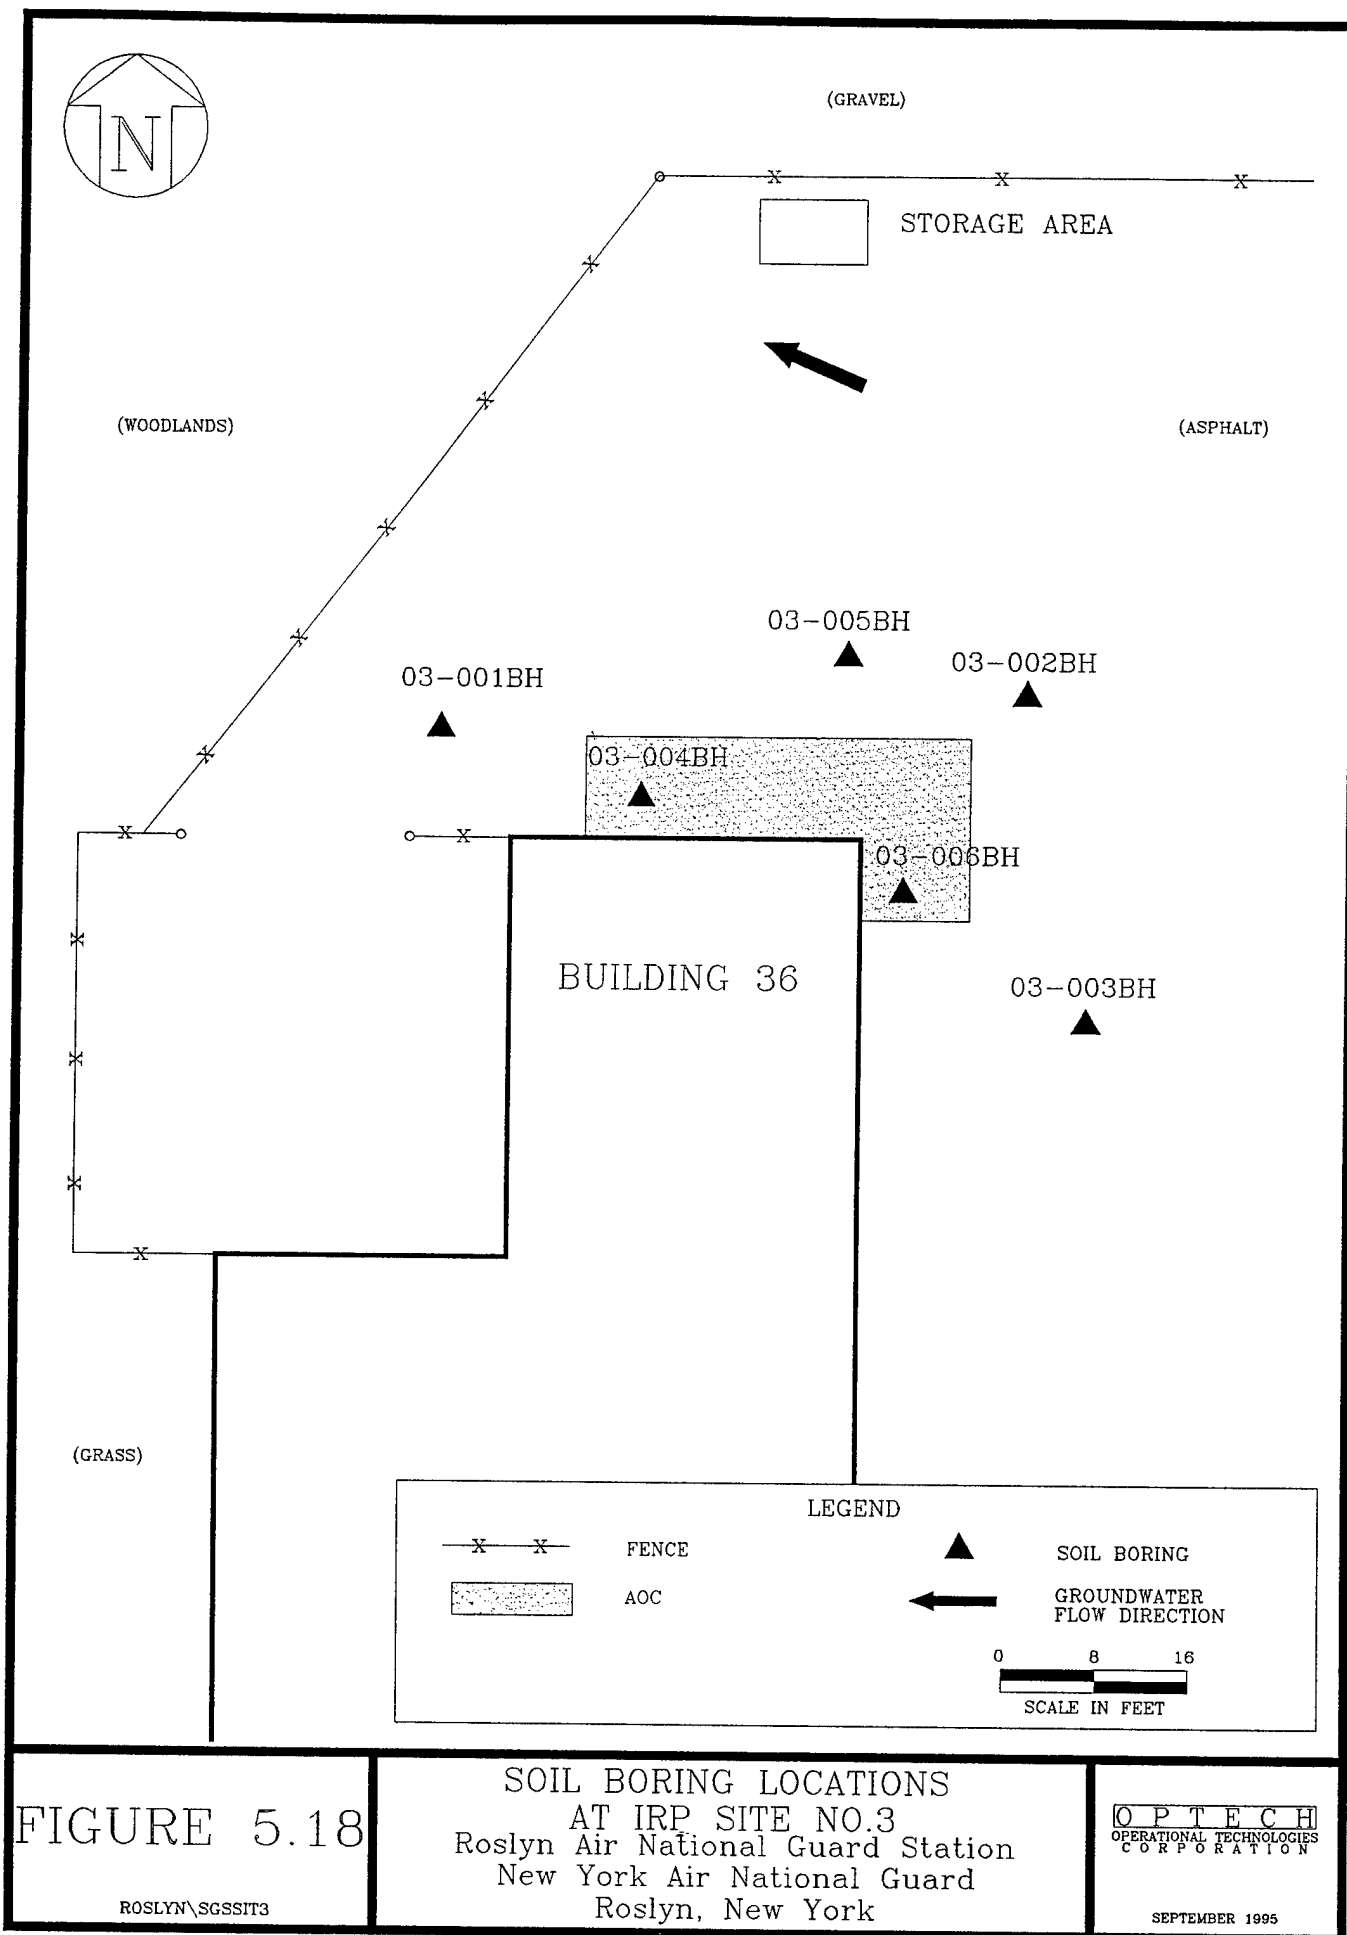 N
(GRAVEL)
X X X
STORAGE AREA
(WOODLANDS)
(ASPHALT)
03-005BH
03-002BH
03-001BH
03-004BH
03-006BH
BUILDING 36
03-003BH
(GRASS)
LEGEND
X X FENCE
SOIL BORING
AOC
GROUNDWATER
FLOW DIRECTION
0 8 16
SCALE IN FEET
FIGURE 5.18
ROSLYN\SGSSIT3
SOIL BORING LOCATIONS
AT IRP SITE NO.3
Roslyn Air National Guard Station
New York Air National Guard
Roslyn, New York
OPTECH
OPERATIONAL TECHNOLOGIES
CORPORATION
SEPTEMBER 1995